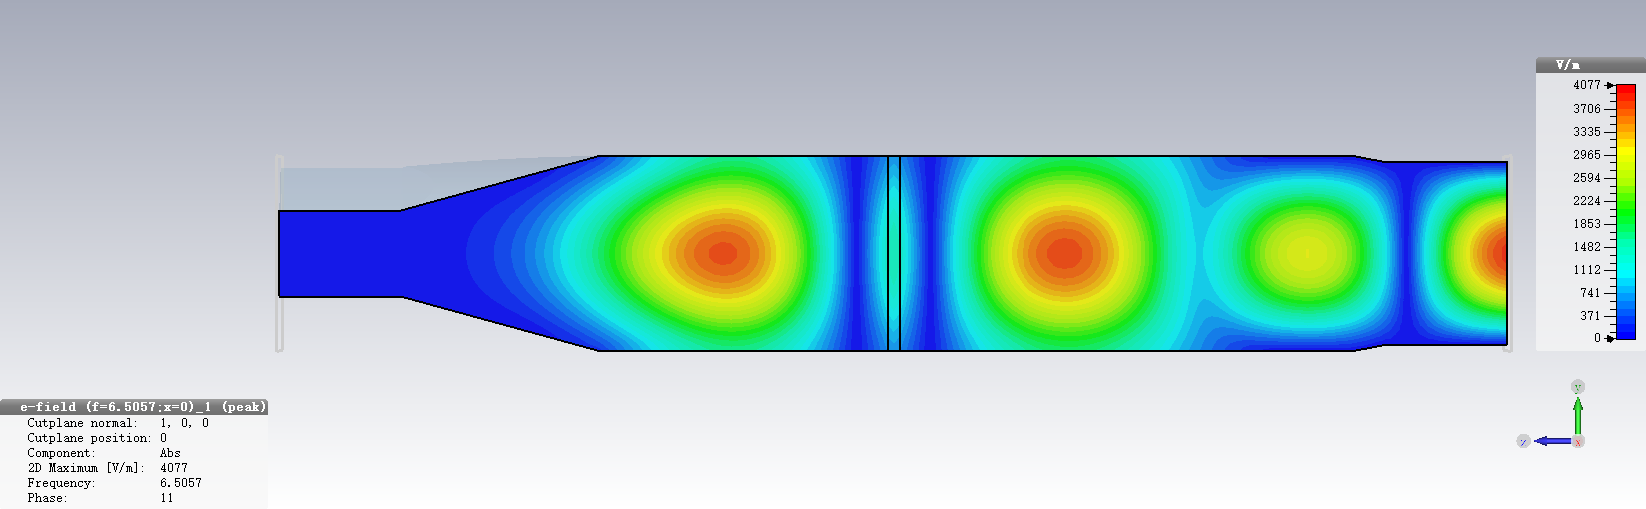 V/m
4077
3706
3335
2965
2594
2224
1853
1482
1112
741
371
0
e-field (f=6.5057;x=0)_1 (peak)
Cutplane normal: 1, 0, 0
Cutplane position: 0
Component: Abs
2D Maximum [V/m]: 4077
Frequency: 6.5057
Phase: 11
y
z x